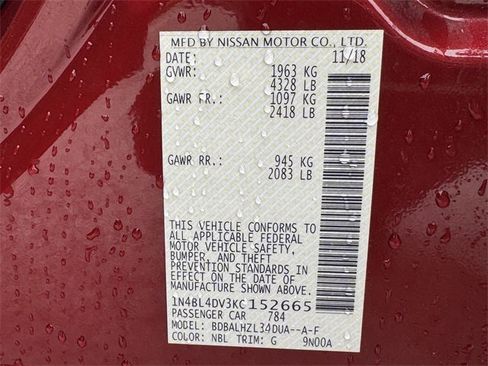 MFD BY NISSAN MOTOR CO., LTD.
DATE: 11/18
GVWR: 1963 KG
4328 LB
GAWR FR.: 1097 KG
2418 LB
GAWR RR.: 945 KG
2083 LB
THIS VEHICLE CONFORMS TO
ALL APPLICABLE FEDERAL
MOTOR VEHICLE SAFETY,
BUMPER, AND THEFT
PREVENTION STANDARDS IN
EFFECT ON THE DATE OF
MANUFACTURE SHOWN ABOVE.
1N4BL4DV3KC152665
PASSENGER CAR 784
MODEL: BDBALHZL34DUA--A-F
COLOR: NBL TRIM: G 9N00A